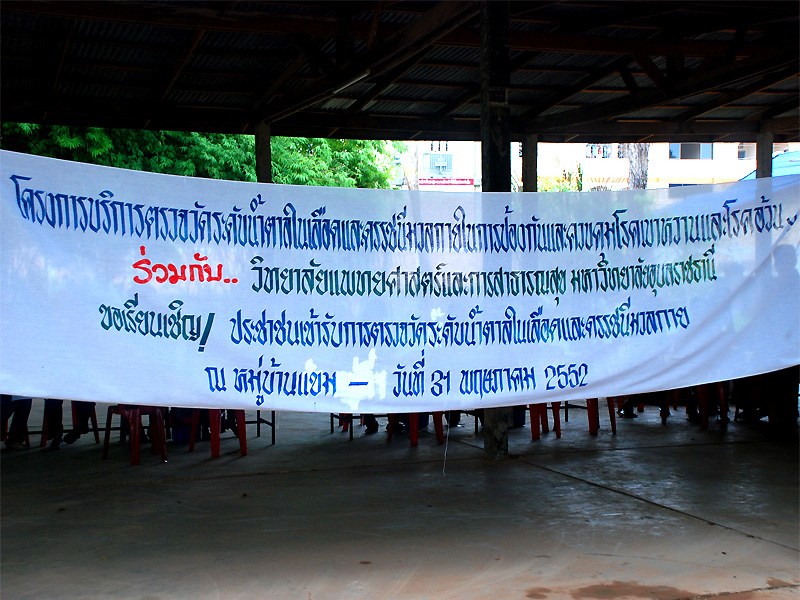 โครงการบริการตรวจวัดระดับน้ำตาลในเลือดและดรรชนีมวลกายในการป้องกันและควบคุมโรคเบาหวานและโรคอ้วน
ร่วมกับ.. วิทยาลัยแพทยศาสตร์และการสาธารณสุข มหาวิทยาลัยอุบลราชธานี
ขอเรียนเชิญ! ประชาชนเข้ารับการตรวจวัดระดับน้ำตาลในเลือดและดรรชนีมวลกาย
ณ หมู่บ้านแขม - วันที่ 31 พฤษภาคม 2552